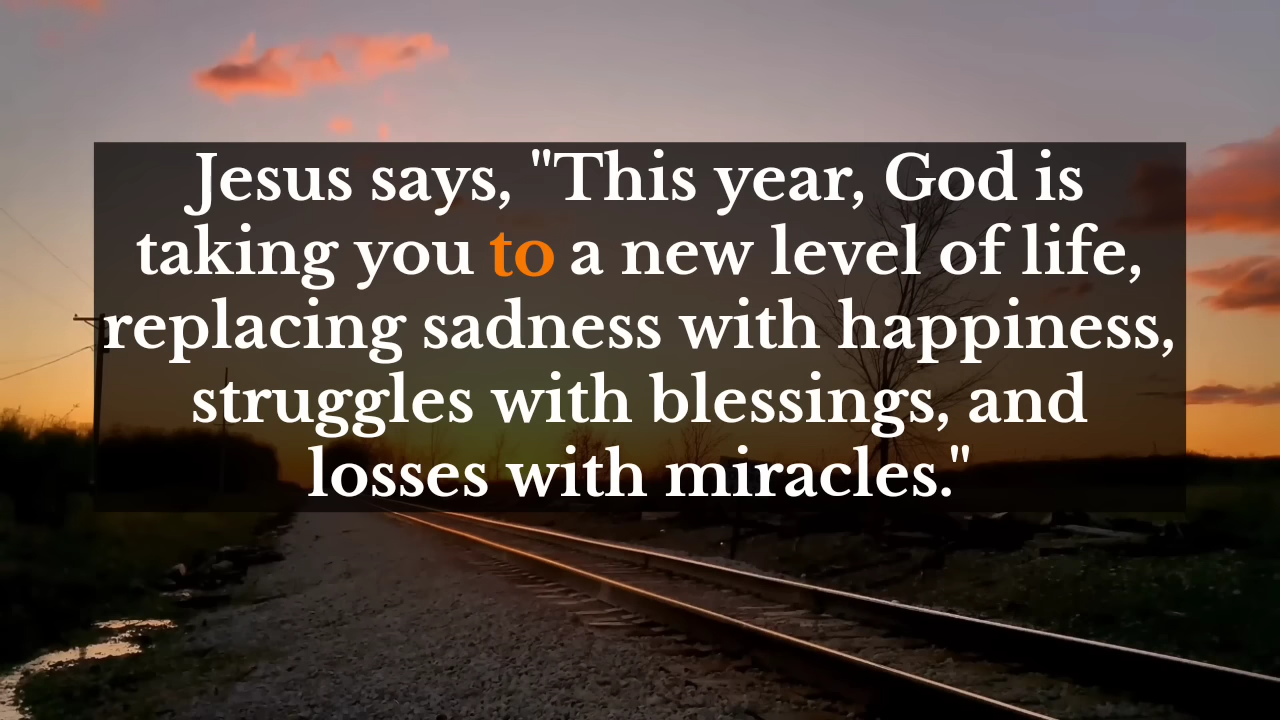 Jesus says, "This year, God is
taking you to a new level of life,
replacing sadness with happiness,
struggles with blessings, and
losses with miracles."